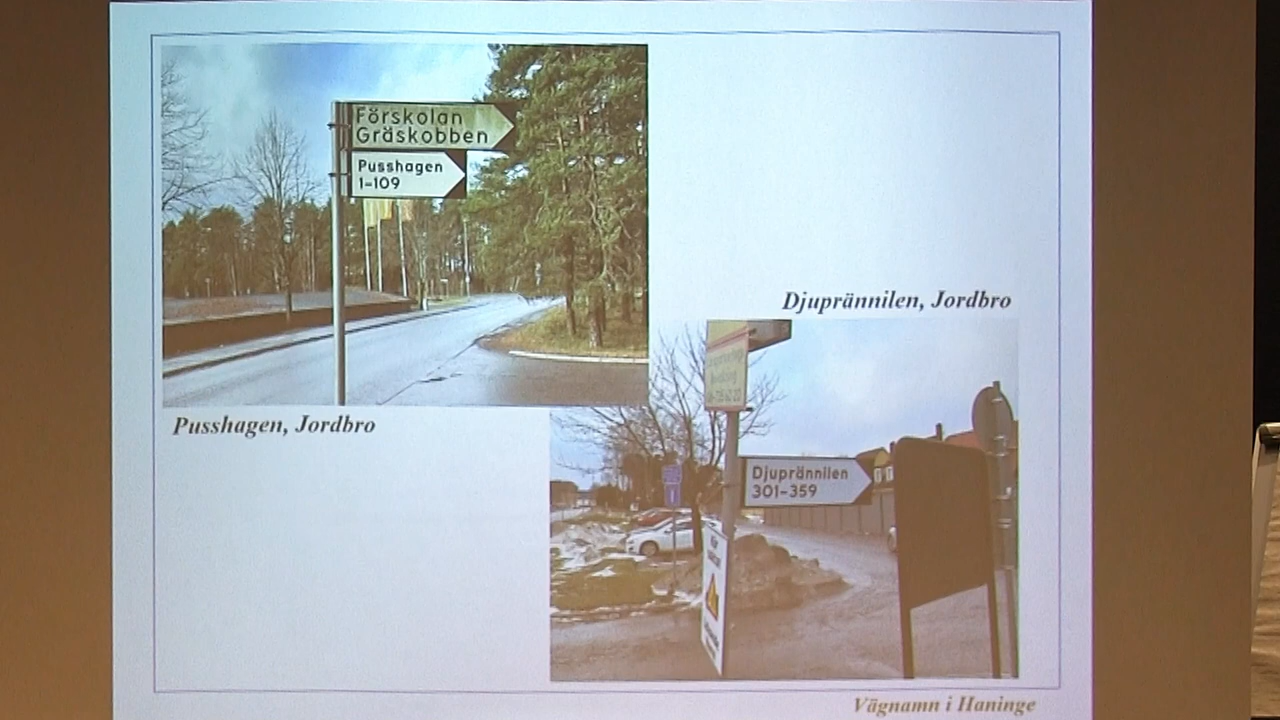 Förskolan
Gräskobben
Pusshagen
1-109
Pusshagen, Jordbro
Djuprännilen, Jordbro
Djuprännilen
301-359
Vägnamn i Haninge